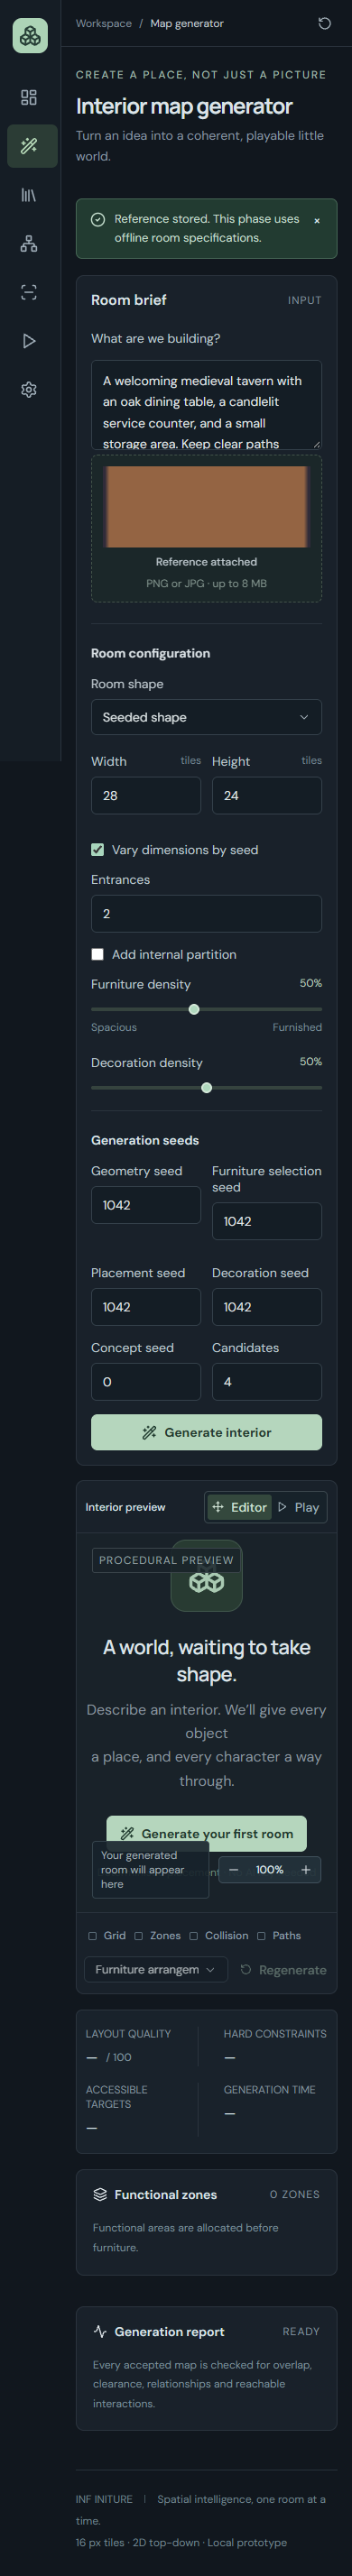 Workspace / Map generator
CREATE A PLACE, NOT JUST A PICTURE
Interior map generator
Turn an idea into a coherent, playable little
world.
Reference stored. This phase uses
offline room specifications.
×
Room brief INPUT
What are we building?
A welcoming medieval tavern with
an oak dining table, a candlelit
service counter, and a small
storage area. Keep clear paths
Reference attached
PNG or JPG · up to 8 MB
Room configuration
Room shape
Seeded shape
Width tiles Height tiles
28 24
Vary dimensions by seed
Entrances
2
Add internal partition
Furniture density 50%
Spacious Furnished
Decoration density 50%
Generation seeds
Geometry seed Furniture selection
seed
1042 1042
Placement seed Decoration seed
1042 1042
Concept seed Candidates
0 4
Generate interior
Interior preview Editor Play
PROCEDURAL PREVIEW
A world, waiting to take
shape.
Describe an interior. We'll give every
object
a place, and every character a way
through.
Generate your first room
Your generated
room will appear
here
− 100% +
Grid Zones Collision Paths
Furniture arrangem Regenerate
LAYOUT QUALITY HARD CONSTRAINTS
— / 100 —
ACCESSIBLE
TARGETS GENERATION TIME
— —
Functional zones 0 ZONES
Functional areas are allocated before
furniture.
Generation report READY
Every accepted map is checked for overlap,
clearance, relationships and reachable
interactions.
INF INITURE | Spatial intelligence, one room at a
time.
16 px tiles · 2D top-down · Local prototype